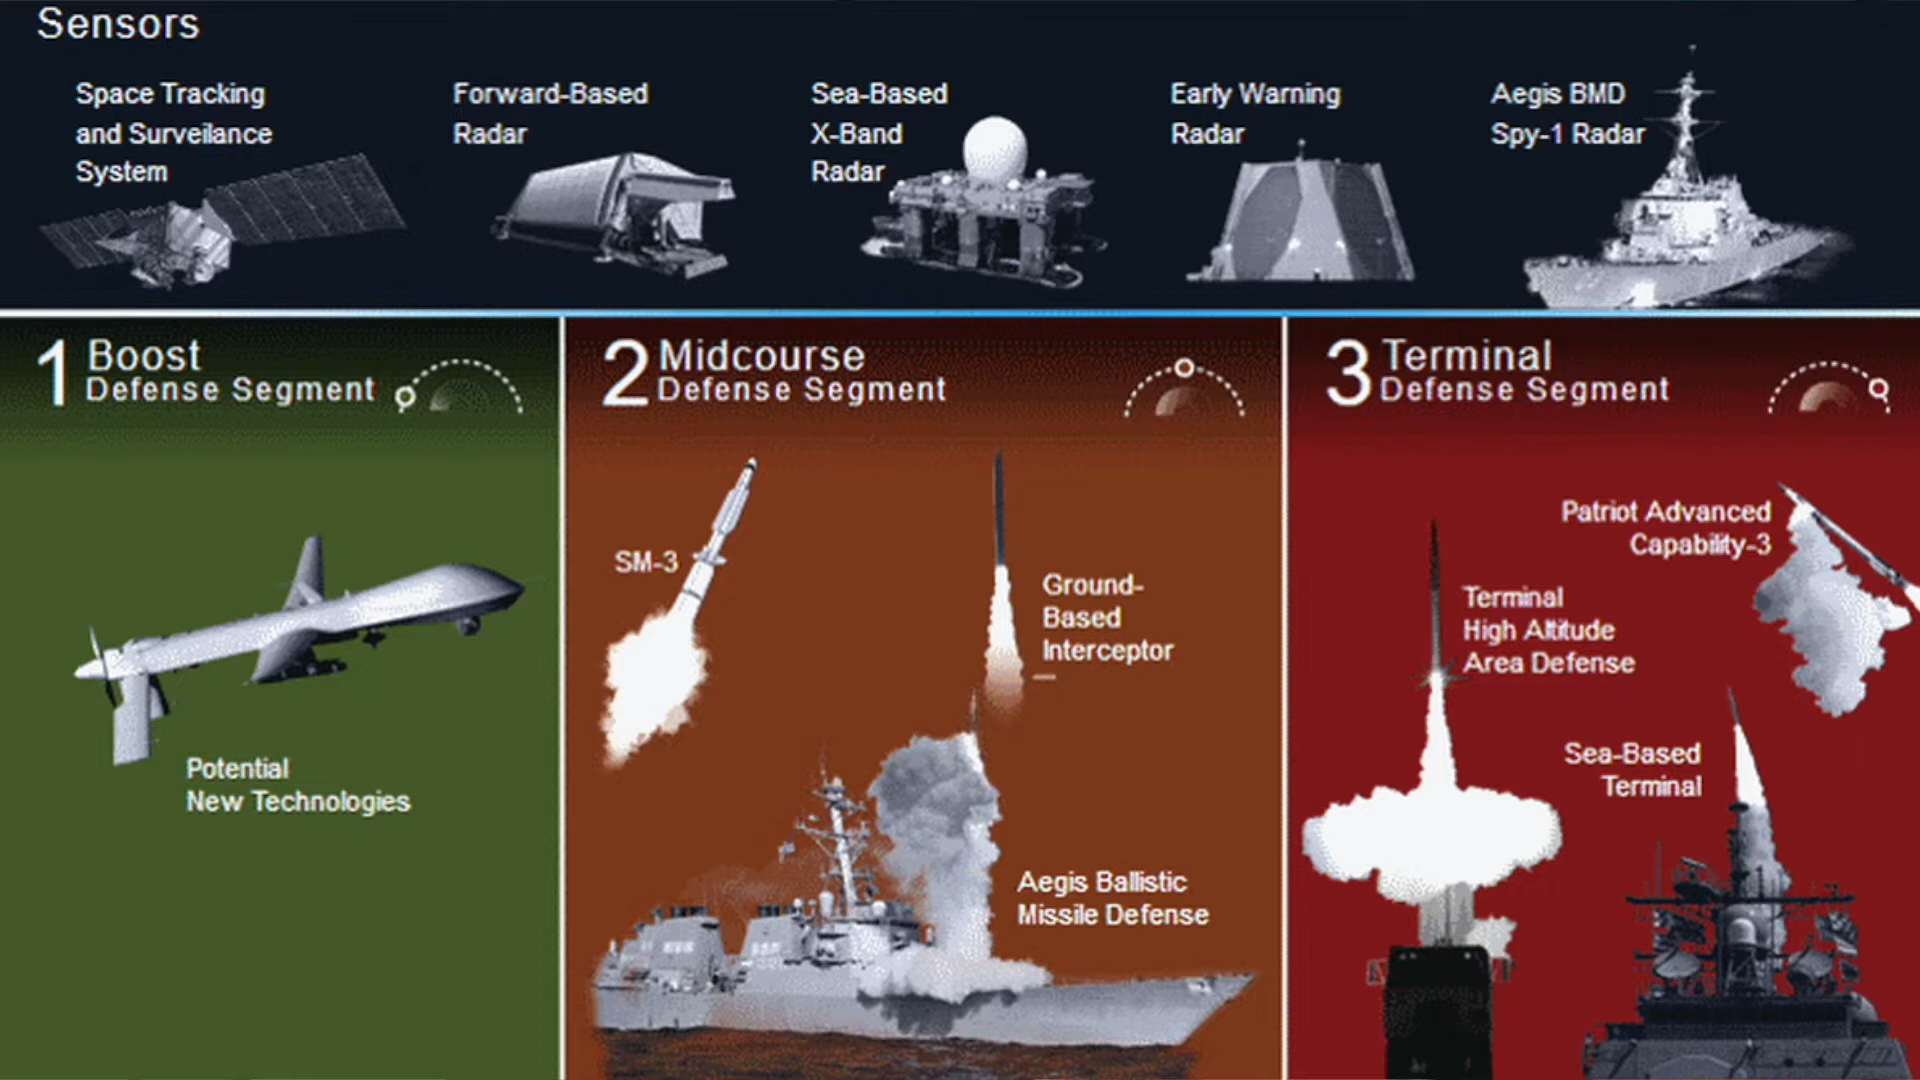 Sensors
Space Tracking
and Surveilance
System
Forward-Based
Radar
Sea-Based
X-Band
Radar
Early Warning
Radar
Aegis BMD
Spy-1 Radar
1 Boost
Defense Segment
Potential
New Technologies
2 Midcourse
Defense Segment
SM-3
Ground-
Based
Interceptor
Aegis Ballistic
Missile Defense
3 Terminal
Defense Segment
Patriot Advanced
Capability-3
Terminal
High Altitude
Area Defense
Sea-Based
Terminal